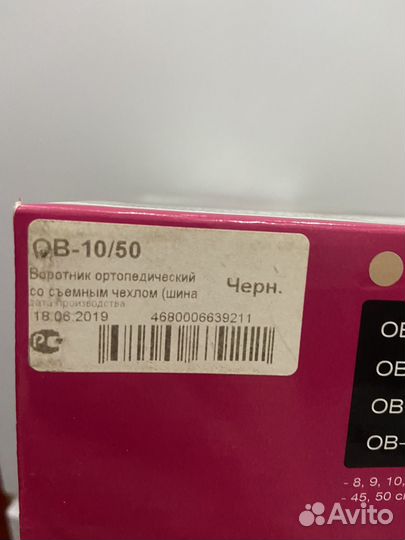 ОВ-10/50
Воротник ортопедический
со съемным чехлом (шина
Черн.
дата производства
18.06.2019 4680006639211
РС
ОВ
ОВ
ОВ
ОВ-
- 8, 9, 10,
- 45, 50 с
Avito